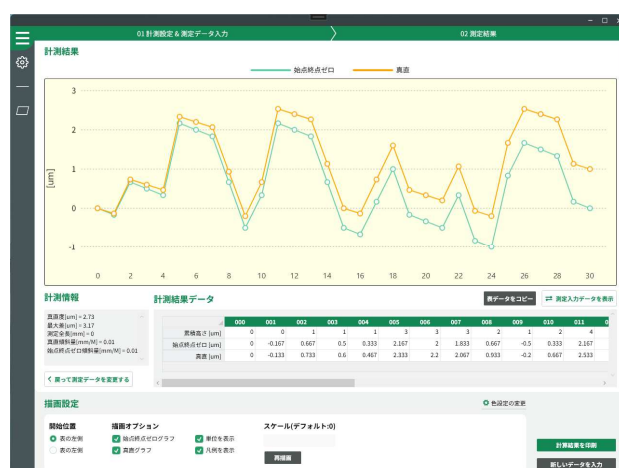 01 計測設定 & 測定データ入力
02 測定結果
計測結果
始点終点ゼロ 真直
3
2
1
0
-1
[um]
0 2 4 6 8 10 12 14 16 18 20 22 24 26 28 30
計測情報
真直度[um] = 2.73
最大差[um] = 3.17
測定全長[mm] = 0
真直傾斜量[mm/M] = 0.01
始点終点ゼロ傾斜量[mm/M] = 0.01
戻って測定データを変更する
計測結果データ
表データをコピー
測定入力データを表示
000 001 002 003 004 005 006 007 008 009 010 011
累積高さ [um] 0 0 1 1 1 3 3 3 2 1 2 4
始点終点ゼロ [um] 0 -0.167 0.667 0.5 0.333 2.167 2 1.833 0.667 -0.5 0.333 2.167
真直 [um] 0 -0.133 0.733 0.6 0.467 2.333 2.2 2.067 0.933 -0.2 0.667 2.533
描画設定
色設定の変更
開始位置
表の左側
表の左側
描画オプション
始点終点ゼログラフ
単位を表示
真直グラフ
凡例を表示
スケール(デフォルト:0)
再描画
計算結果を印刷
新しいデータを入力